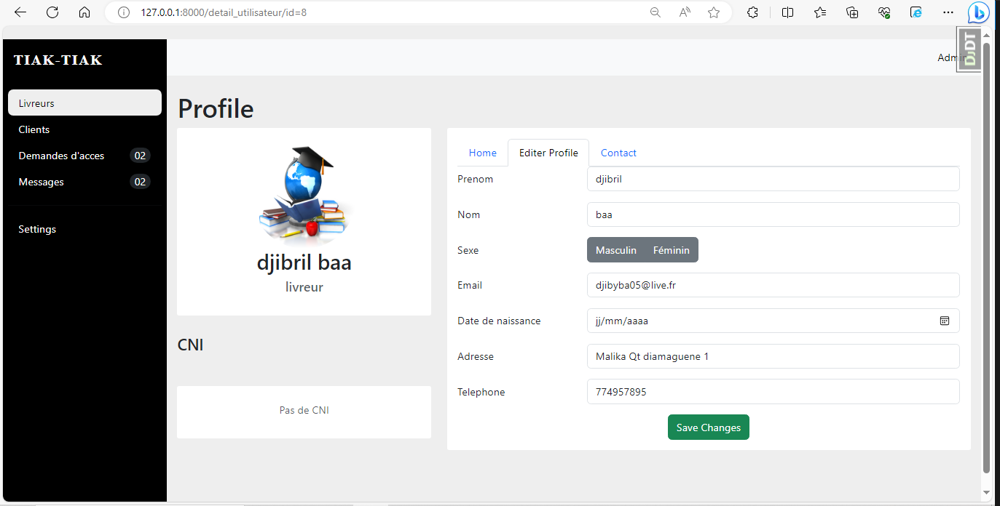 127.0.0.1:8000/detail_utilisateur/id=8
TIAK-TIAK
Admin
DjDT
Livreurs
Clients
Demandes d'acces 02
Messages 02
Settings
Profile
djibril baa
livreur
CNI
Pas de CNI
Home Editer Profile Contact
Prenom djibril
Nom baa
Sexe Masculin Féminin
Email djibyba05@live.fr
Date de naissance jj/mm/aaaa
Adresse Malika Qt diamaguene 1
Telephone 774957895
Save Changes